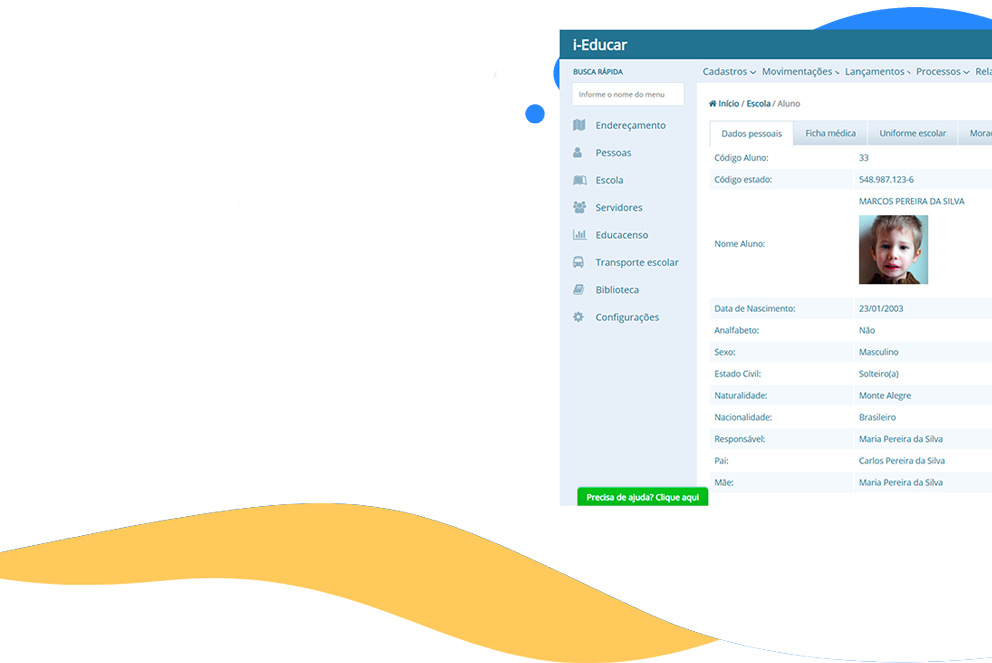 i-Educar
BUSCA RÁPIDA
Informe o nome do menu
Endereçamento
Pessoas
Escola
Servidores
Educacenso
Transporte escolar
Biblioteca
Configurações
Precisa de ajuda? Clique aqui
Cadastros Movimentações Lançamentos Processos Rela
Início / Escola / Aluno
Dados pessoais Ficha médica Uniforme escolar Morad
Código Aluno: 33
Código estado: 548.987.123-6
MARCOS PEREIRA DA SILVA
Nome Aluno:
Data de Nascimento: 23/01/2003
Analfabeto: Não
Sexo: Masculino
Estado Civil: Solteiro(a)
Naturalidade: Monte Alegre
Nacionalidade: Brasileiro
Responsável: Maria Pereira da Silva
Pai: Carlos Pereira da Silva
Mãe: Maria Pereira da Silva